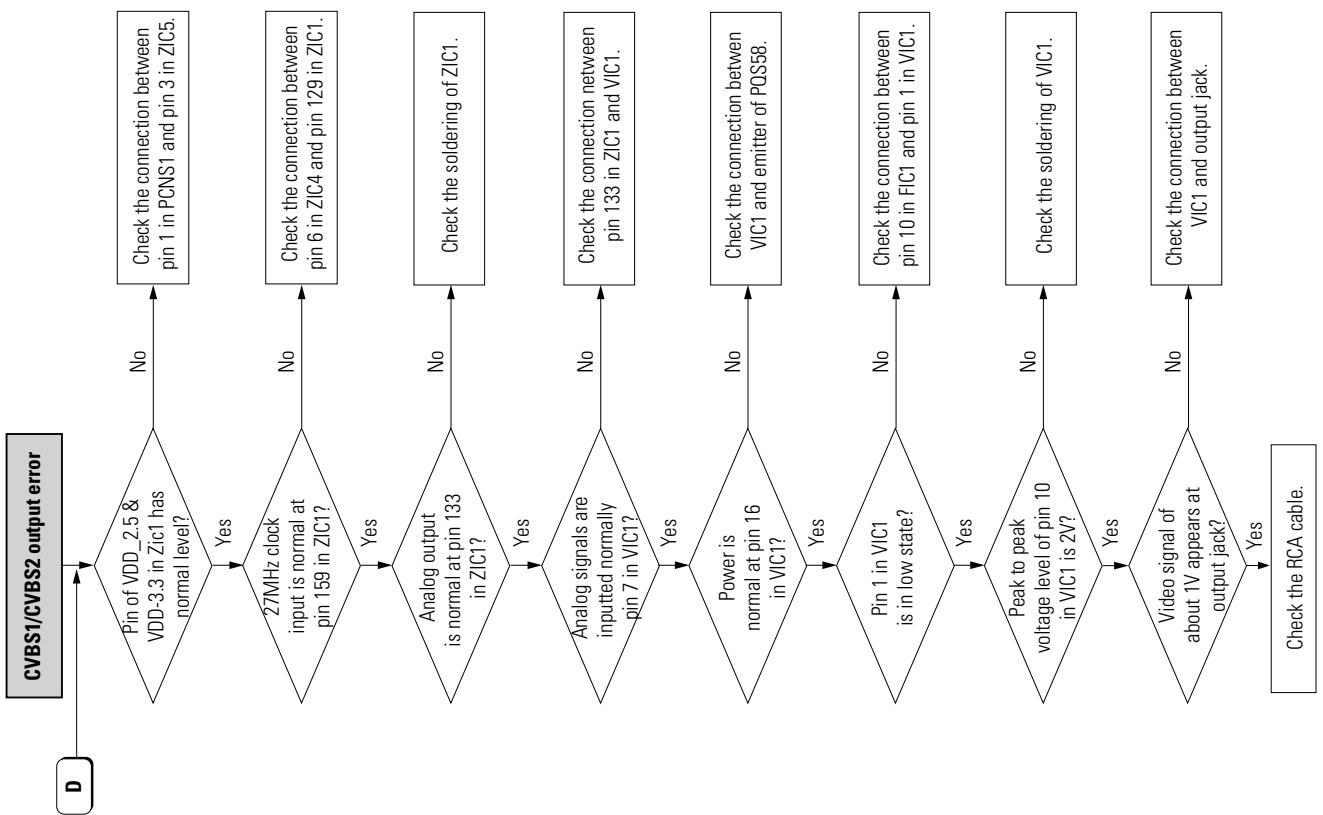 CVBS1/CVBS2 output error
D
Pin of VDD_2.5 &
VDD-3.3 in Zic1 has
normal level?
No
Check the connection between
pin 1 in PCNS1 and pin 3 in ZIC5.
Yes
27MHz clock
input is normal at
pin 159 in ZIC1?
No
Check the connection between
pin 6 in ZIC4 and pin 129 in ZIC1.
Yes
Analog output
is normal at pin 133
in ZIC1?
No
Check the soldering of ZIC1.
Yes
Analog signals are
inputted normally
pin 7 in VIC1?
No
Check the connection netween
pin 133 in ZIC1 and VIC1.
Yes
Power is
normal at pin 16
in VIC1?
No
Check the connection between
VIC1 and emitter of PQS58.
Yes
Pin 1 in VIC1
is in low state?
No
Check the connection between
pin 10 in FIC1 and pin 1 in VIC1.
Yes
Peak to peak
voltage level of pin 10
in VIC1 is 2V?
No
Check the soldering of VIC1.
Yes
Video signal of
about 1V appears at
output jack?
No
Check the connection between
VIC1 and output jack.
Yes
Check the RCA cable.